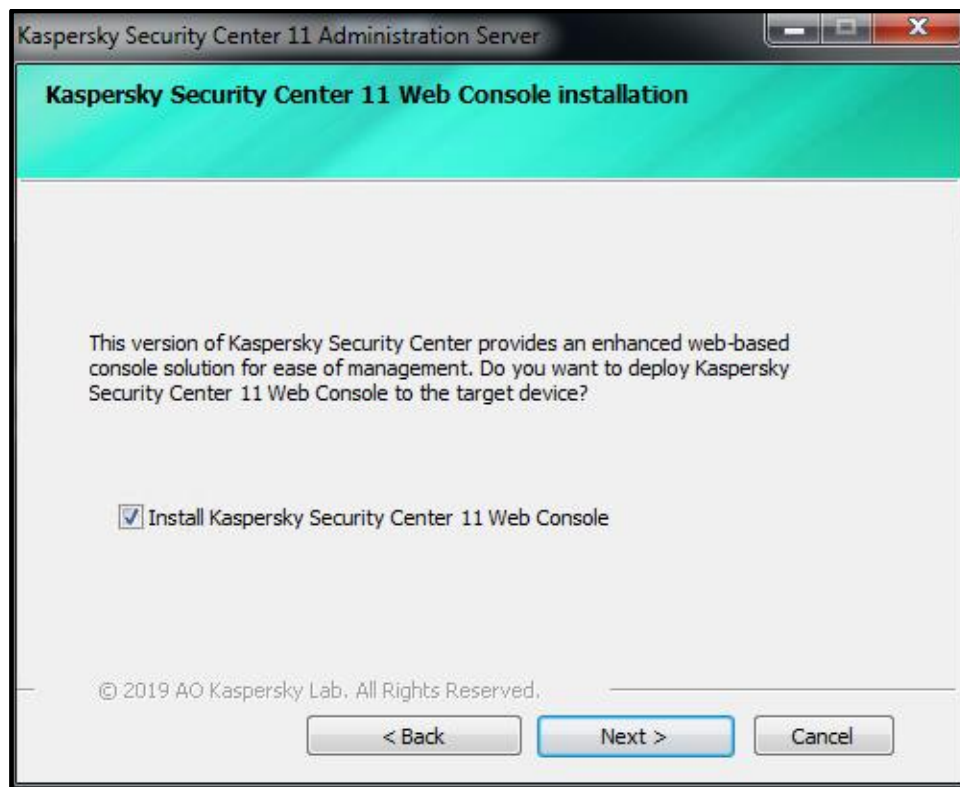 Kaspersky Security Center 11 Administration Server
Kaspersky Security Center 11 Web Console installation
This version of Kaspersky Security Center provides an enhanced web-based
console solution for ease of management. Do you want to deploy Kaspersky
Security Center 11 Web Console to the target device?
Install Kaspersky Security Center 11 Web Console
© 2019 AO Kaspersky Lab. All Rights Reserved.
< Back Next > Cancel